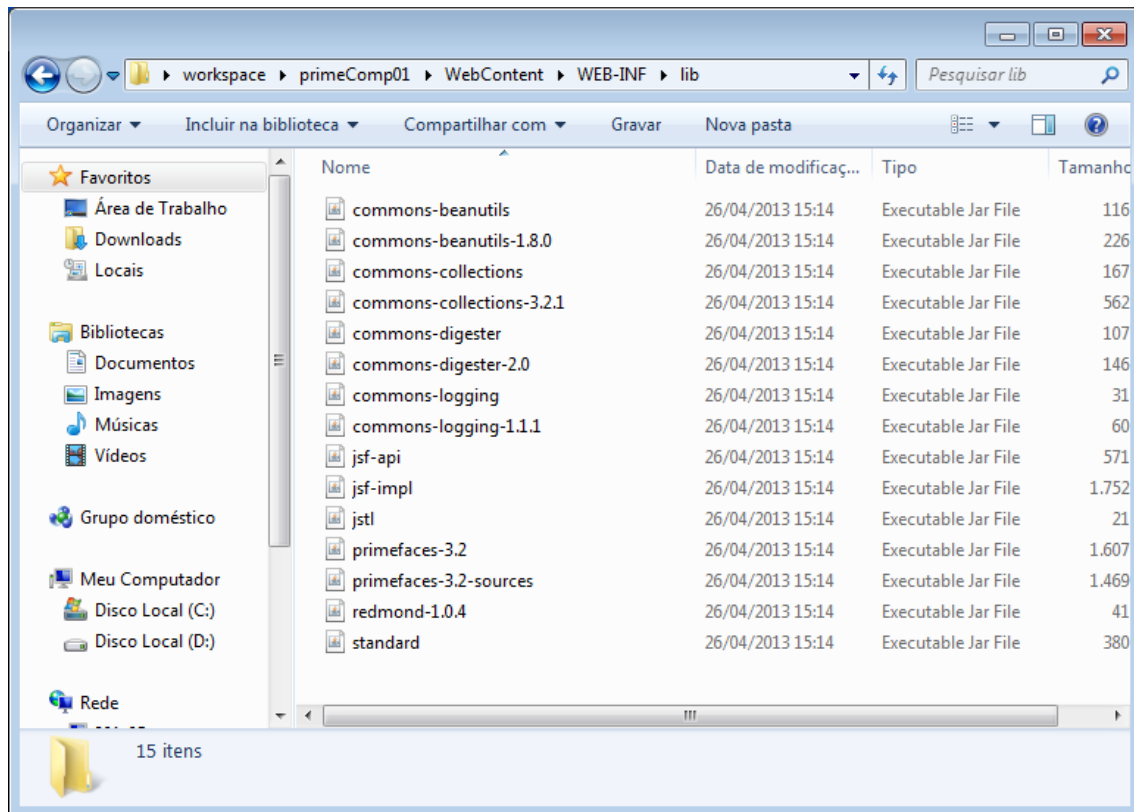 workspace primeComp01 WebContent WEB-INF lib Pesquisar lib
Organizar Incluir na biblioteca Compartilhar com Gravar Nova pasta
Favoritos
Área de Trabalho
Downloads
Locais
Bibliotecas
Documentos
Imagens
Músicas
Vídeos
Grupo doméstico
Meu Computador
Disco Local (C:)
Disco Local (D:)
Rede
Nome Data de modificaç... Tipo Tamanho
commons-beanutils 26/04/2013 15:14 Executable Jar File 116
commons-beanutils-1.8.0 26/04/2013 15:14 Executable Jar File 226
commons-collections 26/04/2013 15:14 Executable Jar File 167
commons-collections-3.2.1 26/04/2013 15:14 Executable Jar File 562
commons-digester 26/04/2013 15:14 Executable Jar File 107
commons-digester-2.0 26/04/2013 15:14 Executable Jar File 146
commons-logging 26/04/2013 15:14 Executable Jar File 31
commons-logging-1.1.1 26/04/2013 15:14 Executable Jar File 60
jsf-api 26/04/2013 15:14 Executable Jar File 571
jsf-impl 26/04/2013 15:14 Executable Jar File 1.752
jstl 26/04/2013 15:14 Executable Jar File 21
primefaces-3.2 26/04/2013 15:14 Executable Jar File 1.607
primefaces-3.2-sources 26/04/2013 15:14 Executable Jar File 1.469
redmond-1.0.4 26/04/2013 15:14 Executable Jar File 41
standard 26/04/2013 15:14 Executable Jar File 380
15 itens